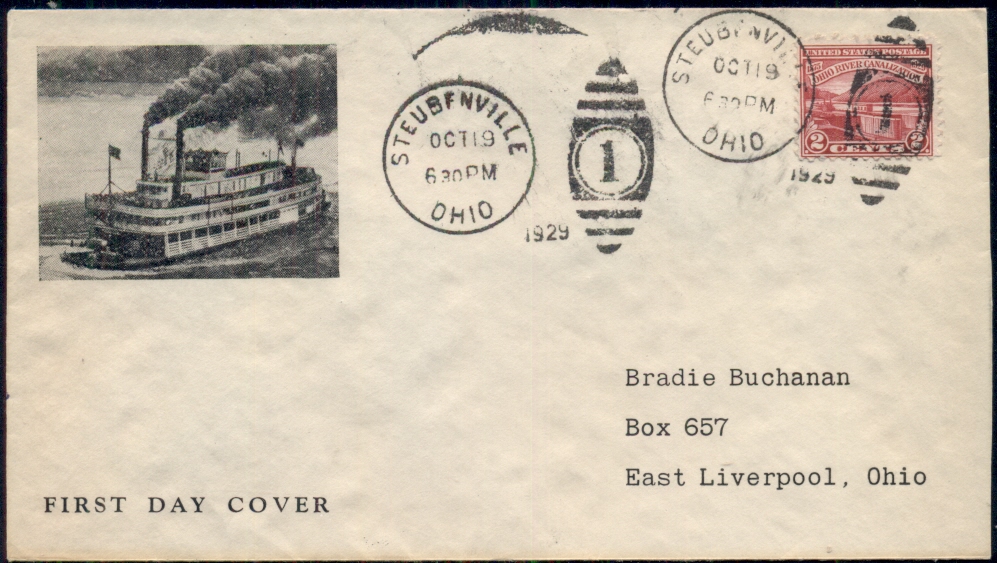 STEUBENVILLE
OCT 19
6 30 PM
OHIO
1929
1
STEUBENVILLE
OCT 19
6 30 PM
OHIO
1929
1
UNITED STATES POSTAGE
OHIO RIVER CANALIZATION
2 CENTS 2
Bradie Buchanan
Box 657
East Liverpool, Ohio
FIRST DAY COVER